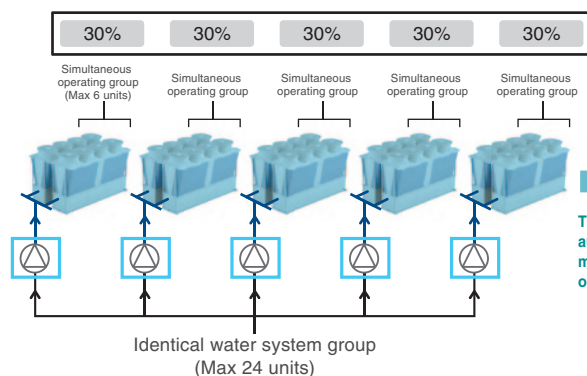 30% 30% 30% 30% 30%
Simultaneous
operating group
(Max 6 units)
Simultaneous
operating group
Simultaneous
operating group
Simultaneous
operating group
Simultaneous
operating group
Identical water system group
(Max 24 units)